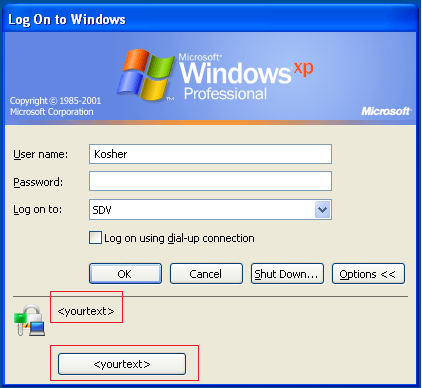 Log On to Windows
Microsoft®
Windows xp
Professional
Copyright © 1985-2001
Microsoft Corporation
Microsoft
User name: Kosher
Password:
Log on to: SDV
Log on using dial-up connection
OK Cancel Shut Down... Options <<
<yourtext>
<yourtext>